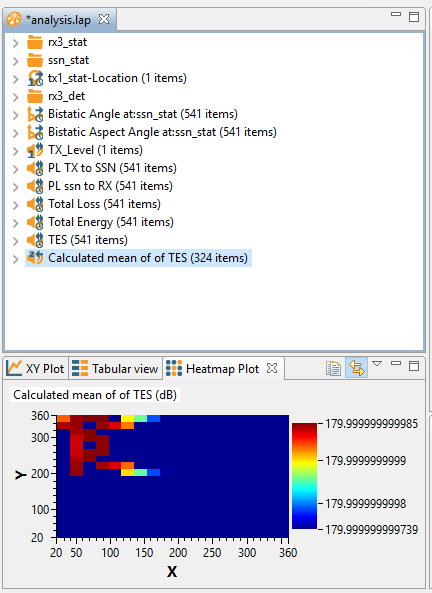 *analysis.lap
rx3_stat
ssn_stat
tx1_stat-Location (1 items)
rx3_det
Bistatic Angle at:ssn_stat (541 items)
Bistatic Aspect Angle at:ssn_stat (541 items)
TX_Level (1 items)
PL TX to SSN (541 items)
PL ssn to RX (541 items)
Total Loss (541 items)
Total Energy (541 items)
TES (541 items)
Calculated mean of of TES (324 items)
XY Plot Tabular view Heatmap Plot
Calculated mean of of TES (dB)
360
300
200
100
20
Y
20 50 100 150 200 250 300 360
X
179.999999999985
179.9999999999
179.9999999998
179.999999999739